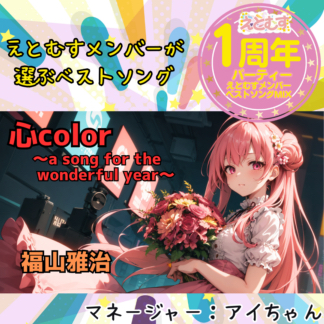 えとむすメンバーが
選ぶベストソング
えとむす
1周年
パーティー
えとむすメンバー
ベストソングMIX
心color
～a song for the
wonderful year～
福山雅治
マネージャー：アイちゃん